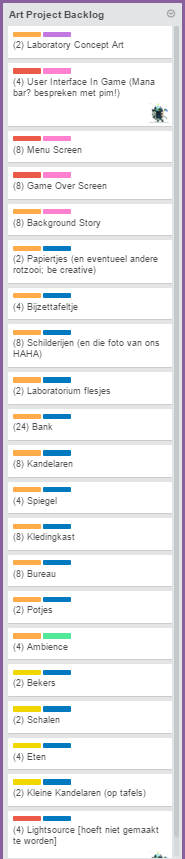 Art Project Backlog
(2) Laboratory Concept Art
(4) User Interface In Game (Mana
bar? bespreken met pim!)
(8) Menu Screen
(8) Game Over Screen
(8) Background Story
(2) Papiertjes (en eventueel andere
rotzooi; be creative)
(4) Bijzettafeltje
(8) Schilderijen (en die foto van ons
HAHA)
(2) Laboratorium flesjes
(24) Bank
(8) Kandelaren
(4) Spiegel
(8) Kledingkast
(8) Bureau
(2) Potjes
(4) Ambience
(2) Bekers
(2) Schalen
(4) Eten
(2) Kleine Kandelaren (op tafels)
(4) Lightsource [hoeft niet gemaakt
te worden]